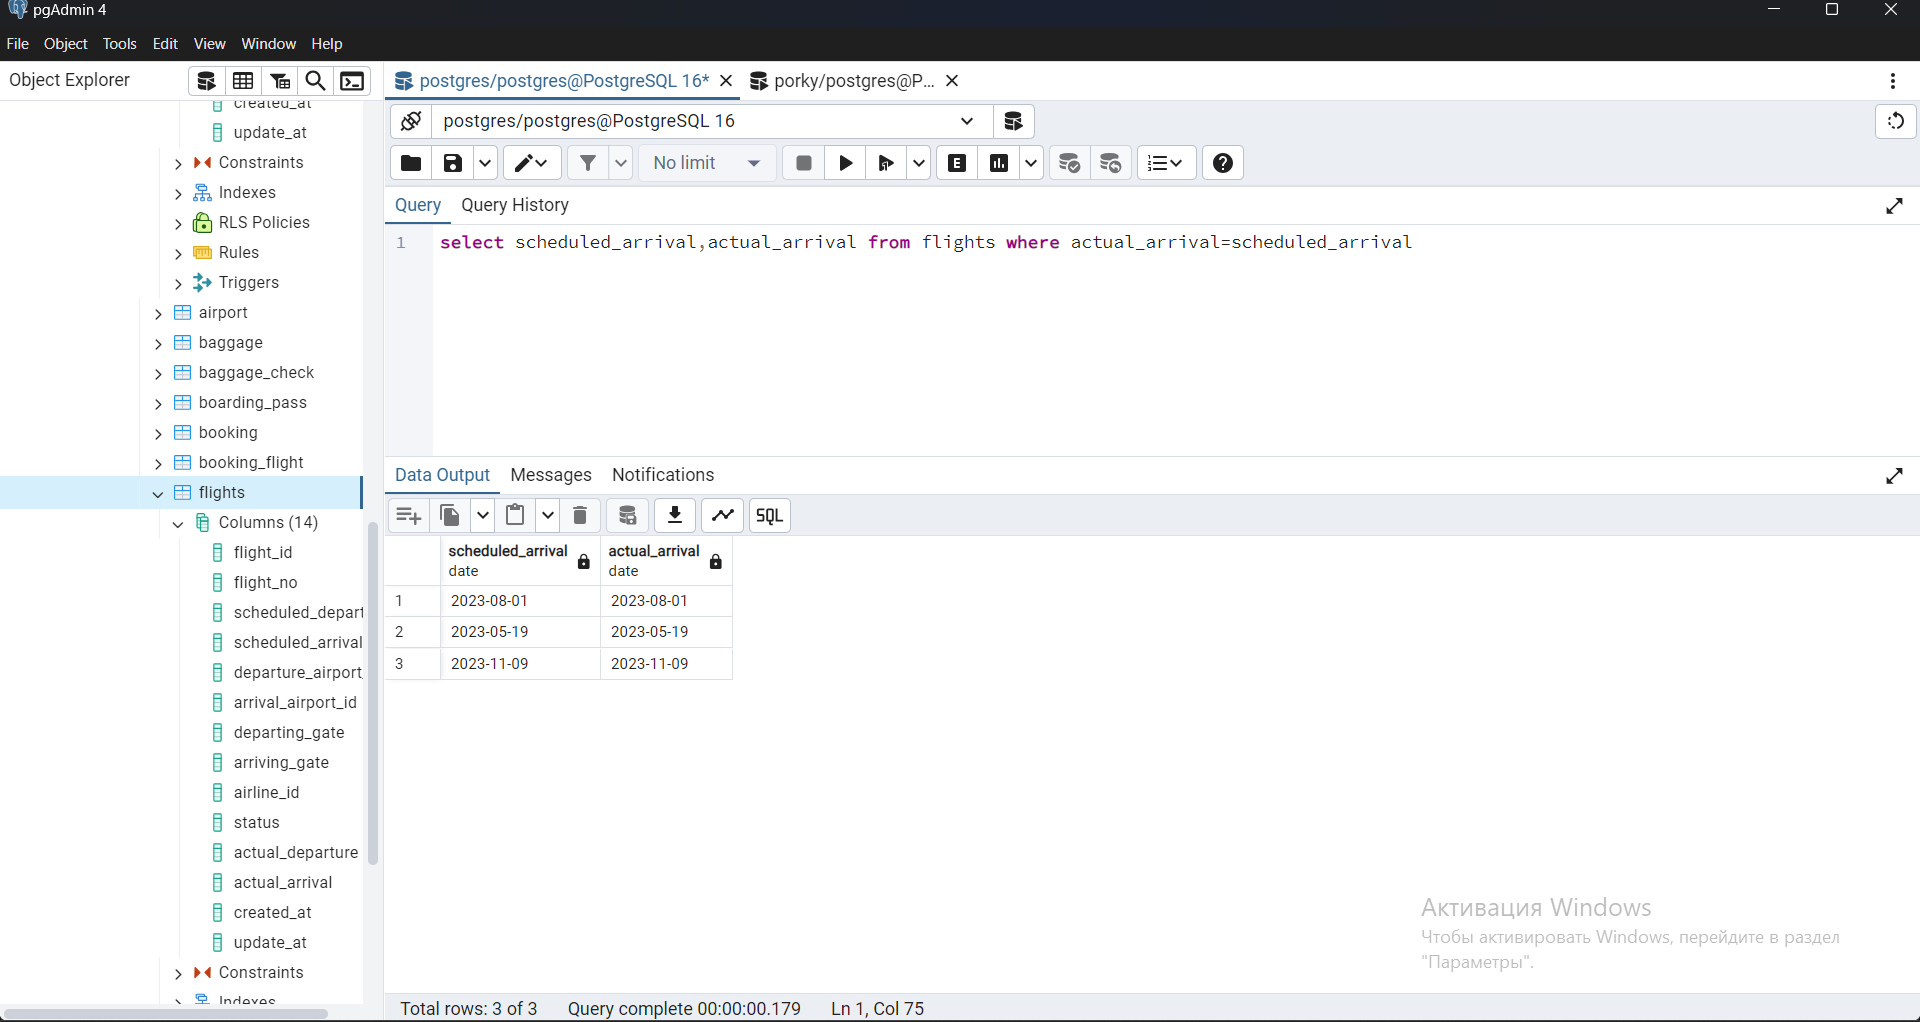 pgAdmin 4
File Object Tools Edit View Window Help
Object Explorer
created_at
update_at
Constraints
Indexes
RLS Policies
Rules
Triggers
airport
baggage
baggage_check
boarding_pass
booking
booking_flight
flights
Columns (14)
flight_id
flight_no
scheduled_depart
scheduled_arrival
departure_airport_
arrival_airport_id
departing_gate
arriving_gate
airline_id
status
actual_departure
actual_arrival
created_at
update_at
Constraints
Indexes
postgres/postgres@PostgreSQL 16*
porky/postgres@P...
postgres/postgres@PostgreSQL 16
No limit
E
Query Query History
1 select scheduled_arrival,actual_arrival from flights where actual_arrival=scheduled_arrival
Data Output Messages Notifications
SQL
scheduled_arrival actual_arrival
date date
1 2023-08-01 2023-08-01
2 2023-05-19 2023-05-19
3 2023-11-09 2023-11-09
Активация Windows
Чтобы активировать Windows, перейдите в раздел
"Параметры".
Total rows: 3 of 3 Query complete 00:00:00.179 Ln 1, Col 75